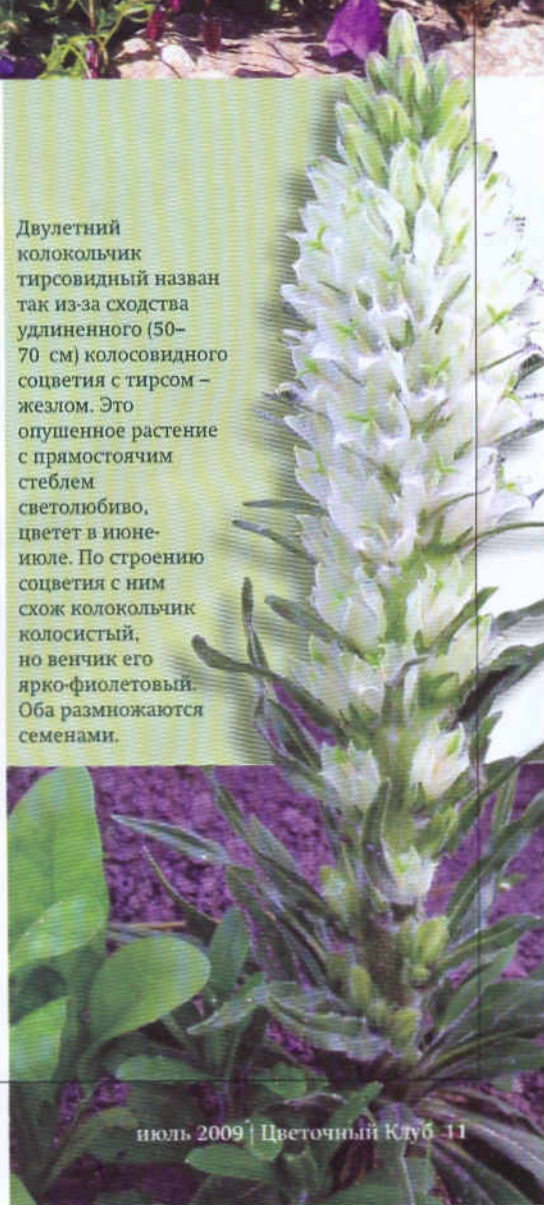 Двулетний
колокольчик
тирсовидный назван
так из-за сходства
удлиненного (50–
70 см) колосовидного
соцветия с тирсом –
жезлом. Это
опушенное растение
с прямостоячим
стеблем
светолюбиво,
цветет в июне-
июле. По строению
соцветия с ним
схож колокольчик
колосистый,
но венчик его
ярко-фиолетовый.
Оба размножаются
семенами.
июль 2009 | Цветочный Клуб 11